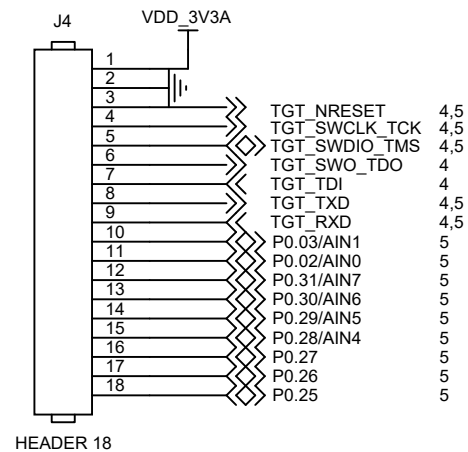 J4
VDD_3V3A
1
2
3
4
5
6
7
8
9
10
11
12
13
14
15
16
17
18
TGT_NRESET 4,5
TGT_SWCLK_TCK 4,5
TGT_SWDIO_TMS 4,5
TGT_SWO_TDO 4
TGT_TDI 4
TGT_TXD 4,5
TGT_RXD 4,5
P0.03/AIN1 5
P0.02/AIN0 5
P0.31/AIN7 5
P0.30/AIN6 5
P0.29/AIN5 5
P0.28/AIN4 5
P0.27 5
P0.26 5
P0.25 5
HEADER 18